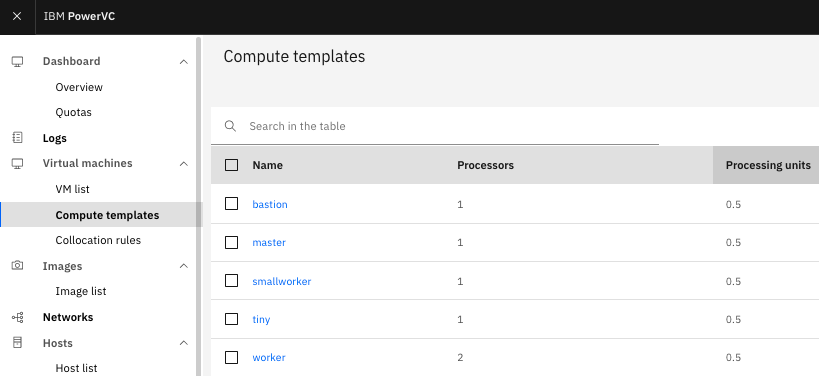 IBM PowerVC
Dashboard
Overview
Quotas
Logs
Virtual machines
VM list
Compute templates
Collocation rules
Images
Image list
Networks
Hosts
Host list
Compute templates
Search in the table
Name Processors Processing units
bastion 1 0.5
master 1 0.5
smallworker 1 0.5
tiny 1 0.5
worker 2 0.5